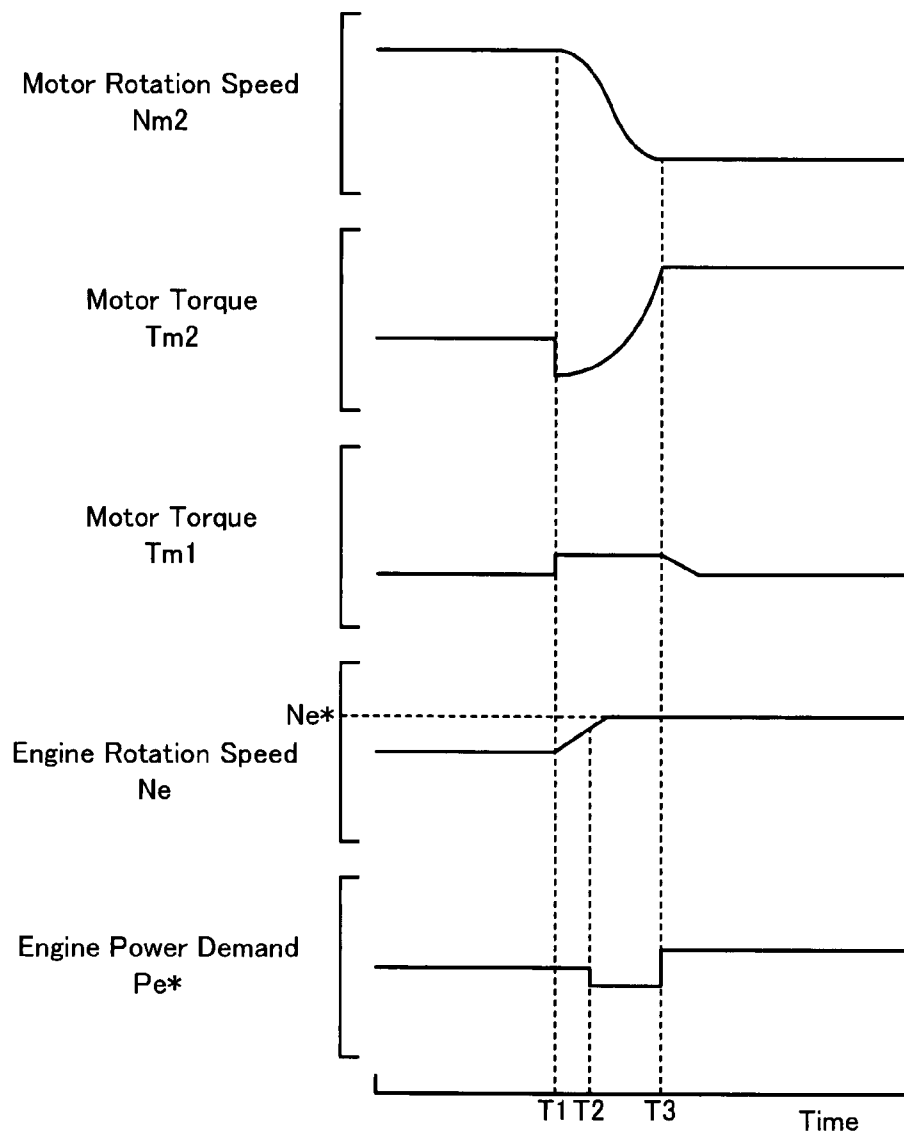 Motor Rotation Speed
Nm2
Motor Torque
Tm2
Motor Torque
Tm1
Ne*
Engine Rotation Speed
Ne
Engine Power Demand
Pe*
T1 T2 T3
Time